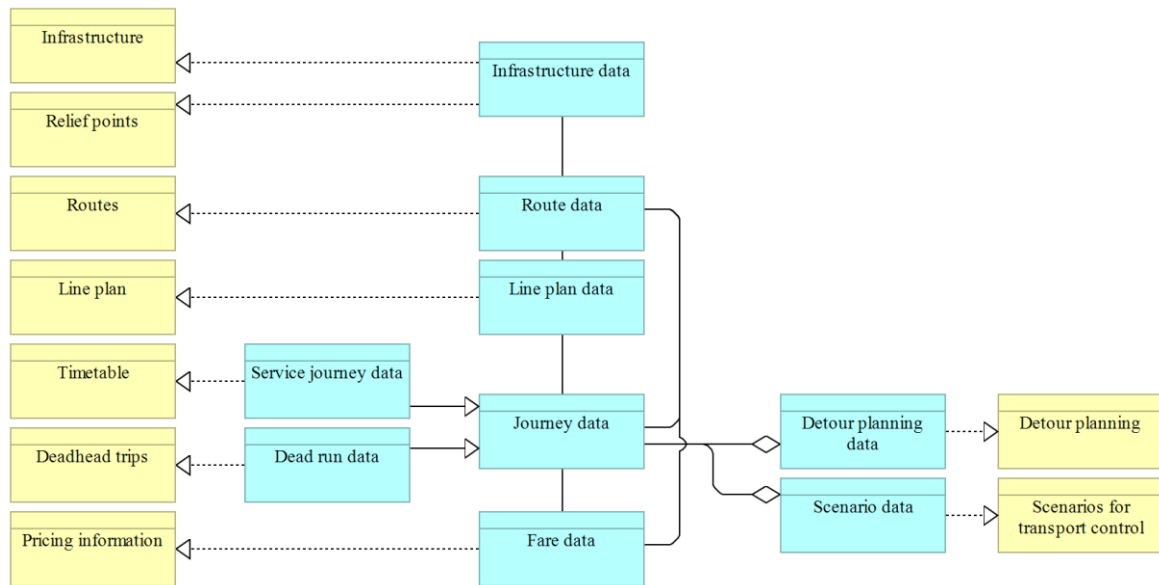 Infrastructure
Infrastructure data
Relief points
Routes
Route data
Line plan
Line plan data
Timetable
Service journey data
Journey data
Detour planning
data
Detour planning
Deadhead trips
Dead run data
Scenario data
Scenarios for
transport control
Pricing information
Fare data